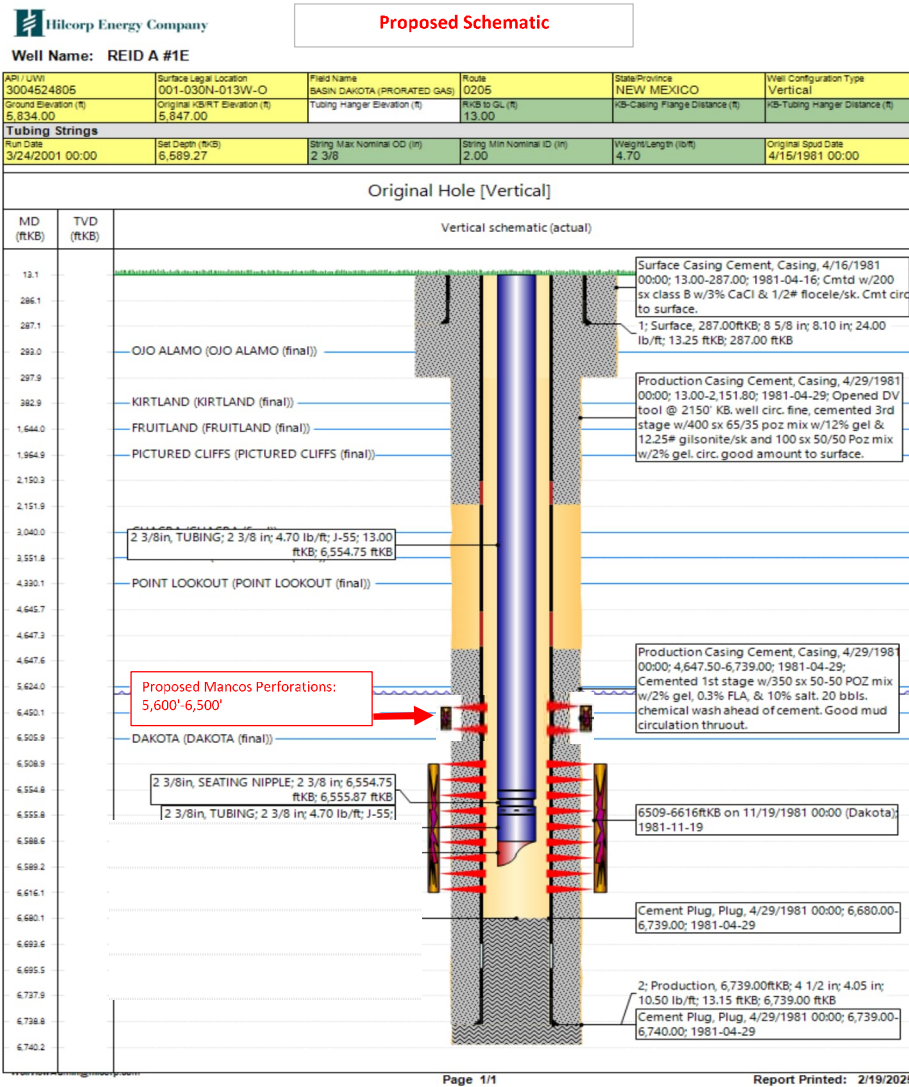 Hilcorp Energy Company
Proposed Schematic
Well Name: REID A #1E
API / UWI
3004524805
Surface Legal Location
001-030N-013W-O
Field Name
BASIN DAKOTA (PRORATED GAS)
Route
0205
State/Province
NEW MEXICO
Well Configuration Type
Vertical
Ground Elevation (ft)
5,834.00
Original KB/RT Elevation (ft)
5,847.00
Tubing Hanger Elevation (ft)
RKB to GL (ft)
13.00
KB-Casing Flange Distance (ft)
KB-Tubing Hanger Distance (ft)
Tubing Strings
Run Date
3/24/2001 00:00
Set Depth (ftKB)
6,589.27
String Max Nominal OD (in)
2 3/8
String Min Nominal ID (in)
2.00
Weight/Length (lb/ft)
4.70
Original Spud Date
4/15/1981 00:00
Original Hole [Vertical]
MD
(ftKB)
TVD
(ftKB)
Vertical schematic (actual)
13.1
286.1
287.1
293.0
297.9
382.9
1,644.0
1,964.9
2,150.3
2,151.9
3,040.0
3,551.8
4,330.1
4,645.7
4,647.3
4,647.6
5,624.0
6,450.1
6,505.9
6,508.9
6,554.8
6,555.8
6,588.6
6,589.2
6,616.1
6,680.1
6,693.6
6,695.5
6,737.9
6,738.8
6,740.2
OJO ALAMO (OJO ALAMO (final))
KIRTLAND (KIRTLAND (final))
FRUITLAND (FRUITLAND (final))
PICTURED CLIFFS (PICTURED CLIFFS (final))
2 3/8in, TUBING; 2 3/8 in; 4.70 lb/ft; J-55; 13.00
ftKB; 6,554.75 ftKB
POINT LOOKOUT (POINT LOOKOUT (final))
Proposed Mancos Perforations:
5,600'-6,500'
DAKOTA (DAKOTA (final))
2 3/8in, SEATING NIPPLE; 2 3/8 in; 6,554.75
ftKB; 6,555.87 ftKB
2 3/8in, TUBING; 2 3/8 in; 4.70 lb/ft; J-55;
Surface Casing Cement, Casing, 4/16/1981
00:00; 13.00-287.00; 1981-04-16; Cmtd w/200
sx class B w/3% CaCl & 1/2# flocele/sk. Cmt circ
to surface.
1; Surface, 287.00ftKB; 8 5/8 in; 8.10 in; 24.00
lb/ft; 13.25 ftKB; 287.00 ftKB
Production Casing Cement, Casing, 4/29/1981
00:00; 13.00-2,151.80; 1981-04-29; Opened DV
tool @ 2150' KB. well circ. fine, cemented 3rd
stage w/400 sx 65/35 poz mix w/12% gel &
12.25# gilsonite/sk and 100 sx 50/50 Poz mix
w/2% gel. circ. good amount to surface.
Production Casing Cement, Casing, 4/29/1981
00:00; 4,647.50-6,739.00; 1981-04-29;
Cemented 1st stage w/350 sx 50-50 POZ mix
w/2% gel, 0.3% FLA, & 10% salt. 20 bbls.
chemical wash ahead of cement. Good mud
circulation thruout.
6509-6616ftKB on 11/19/1981 00:00 (Dakota);
1981-11-19
Cement Plug, Plug, 4/29/1981 00:00; 6,680.00-
6,739.00; 1981-04-29
2; Production, 6,739.00ftKB; 4 1/2 in; 4.05 in;
10.50 lb/ft; 13.15 ftKB; 6,739.00 ftKB
Cement Plug, Plug, 4/29/1981 00:00; 6,739.00-
6,740.00; 1981-04-29
Page 1/1
Report Printed: 2/19/2025